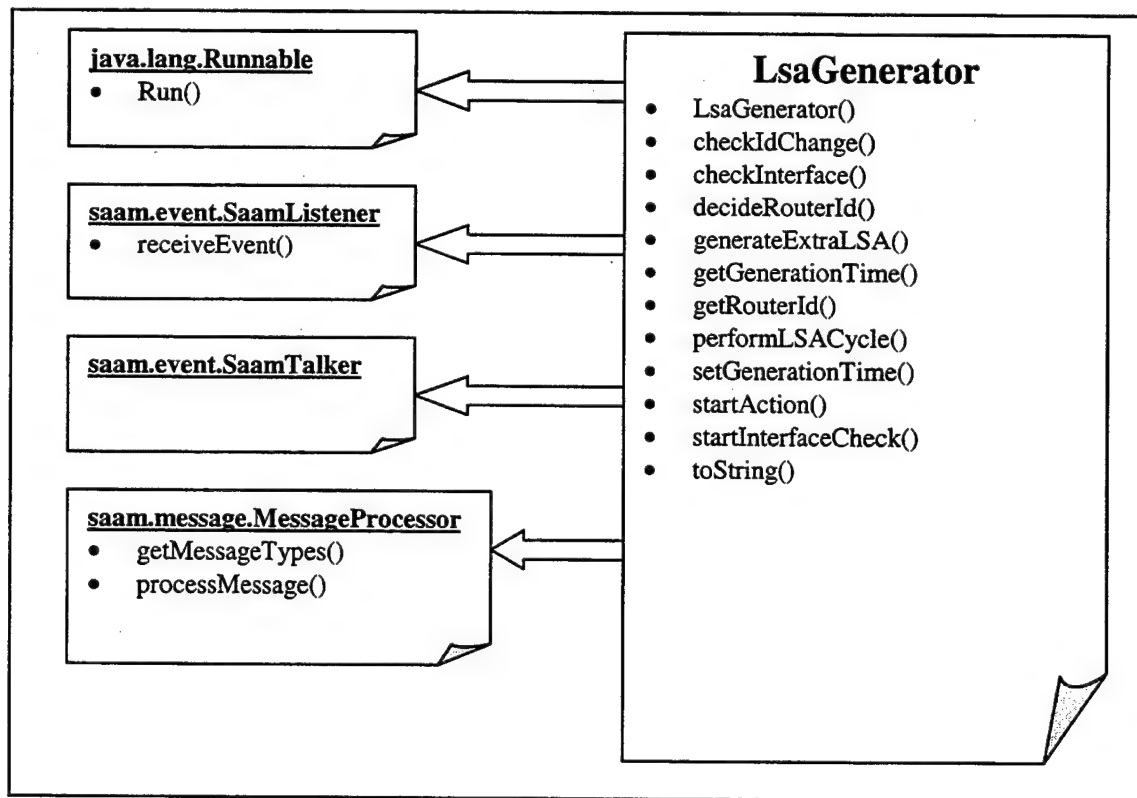 java.lang.Runnable
• Run()
saam.event.SaamListener
• receiveEvent()
saam.event.SaamTalker
saam.message.MessageProcessor
• getMessageTypes()
• processMessage()
LsaGenerator
• LsaGenerator()
• checkIdChange()
• checkInterface()
• decideRouterId()
• generateExtraLSA()
• getGenerationTime()
• getRouterId()
• performLSACycle()
• setGenerationTime()
• startAction()
• startInterfaceCheck()
• toString()